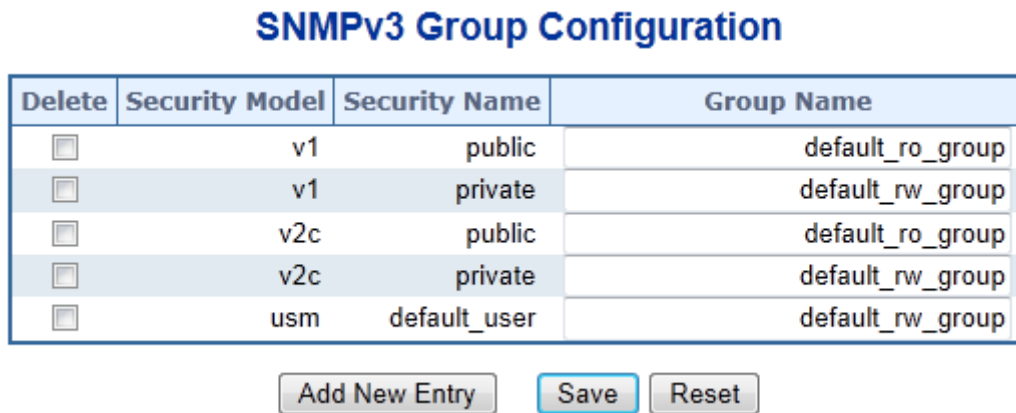 SNMPv3 Group Configuration
Delete Security Model Security Name Group Name
v1 public default_ro_group
v1 private default_rw_group
v2c public default_ro_group
v2c private default_rw_group
usm default_user default_rw_group
Add New Entry Save Reset